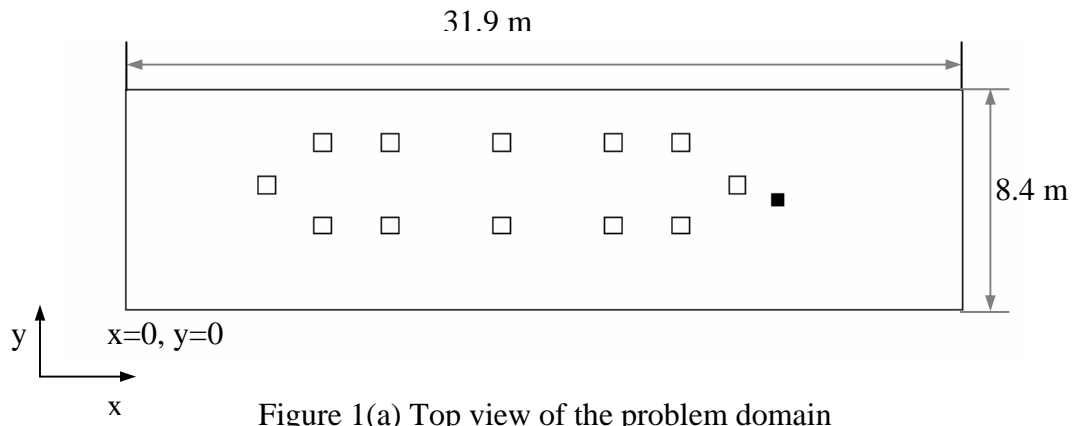 31.9 m
8.4 m
y
x=0, y=0
x
Figure 1(a) Top view of the problem domain